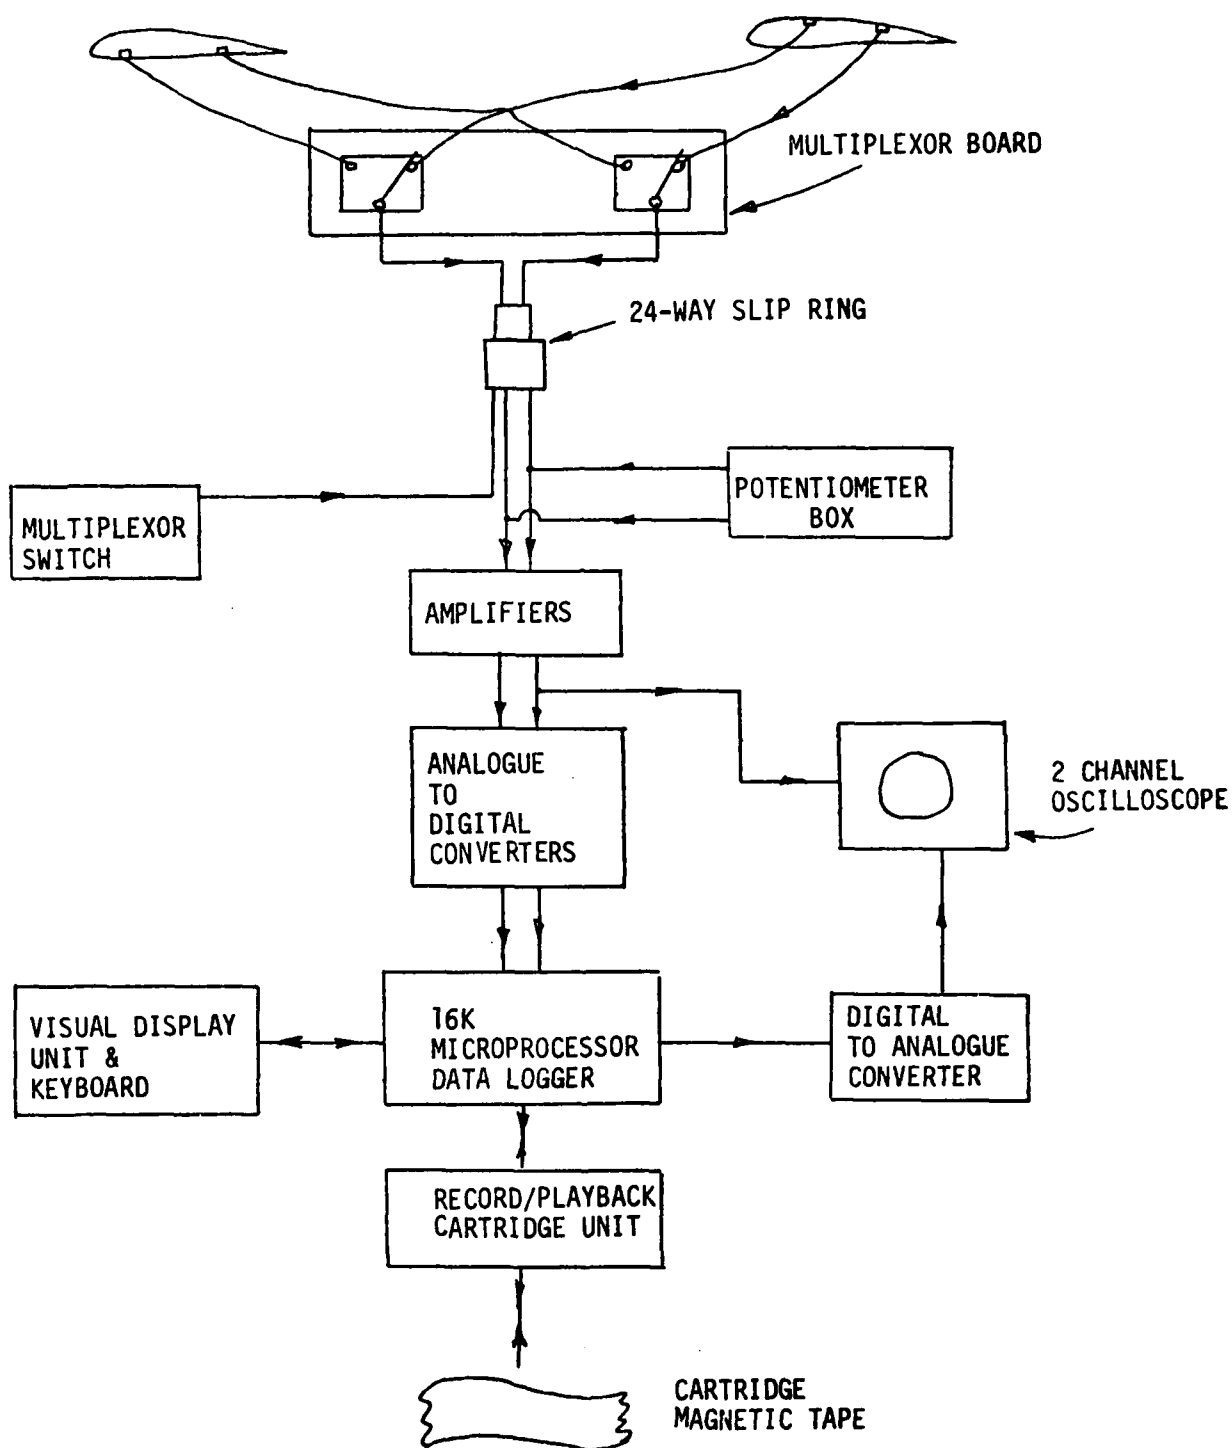 MULTIPLEXOR BOARD
24-WAY SLIP RING
POTENTIOMETER
BOX
MULTIPLEXOR
SWITCH
AMPLIFIERS
ANALOGUE
TO
DIGITAL
CONVERTERS
2 CHANNEL
OSCILLOSCOPE
VISUAL DISPLAY
UNIT &
KEYBOARD
16K
MICROPROCESSOR
DATA LOGGER
DIGITAL
TO ANALOGUE
CONVERTER
RECORD/PLAYBACK
CARTRIDGE UNIT
CARTRIDGE
MAGNETIC TAPE